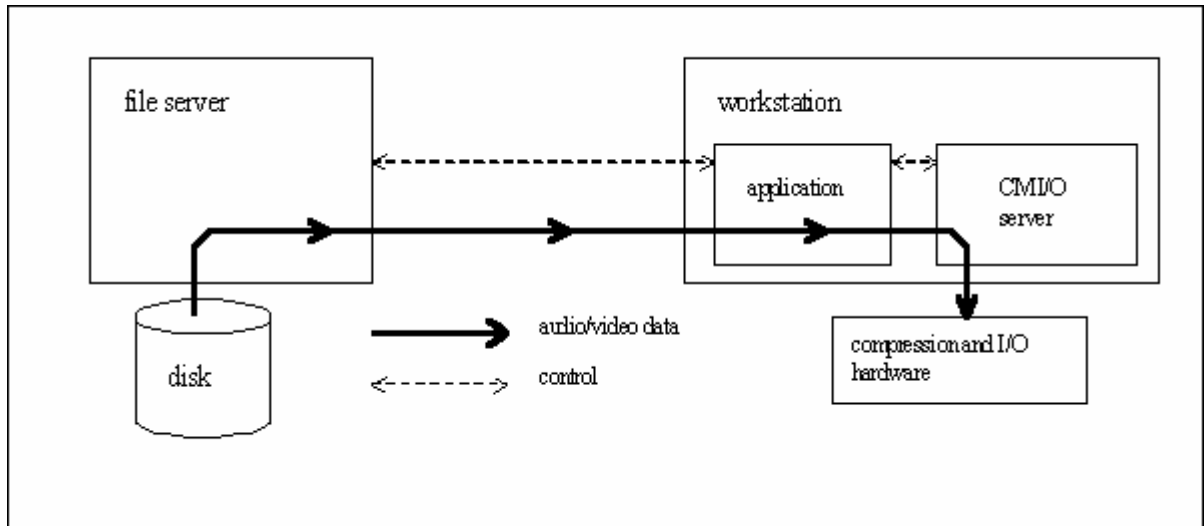 file server
workstation
application
CMI/O
server
audio/video data
control
disk
compression and I/O
hardware